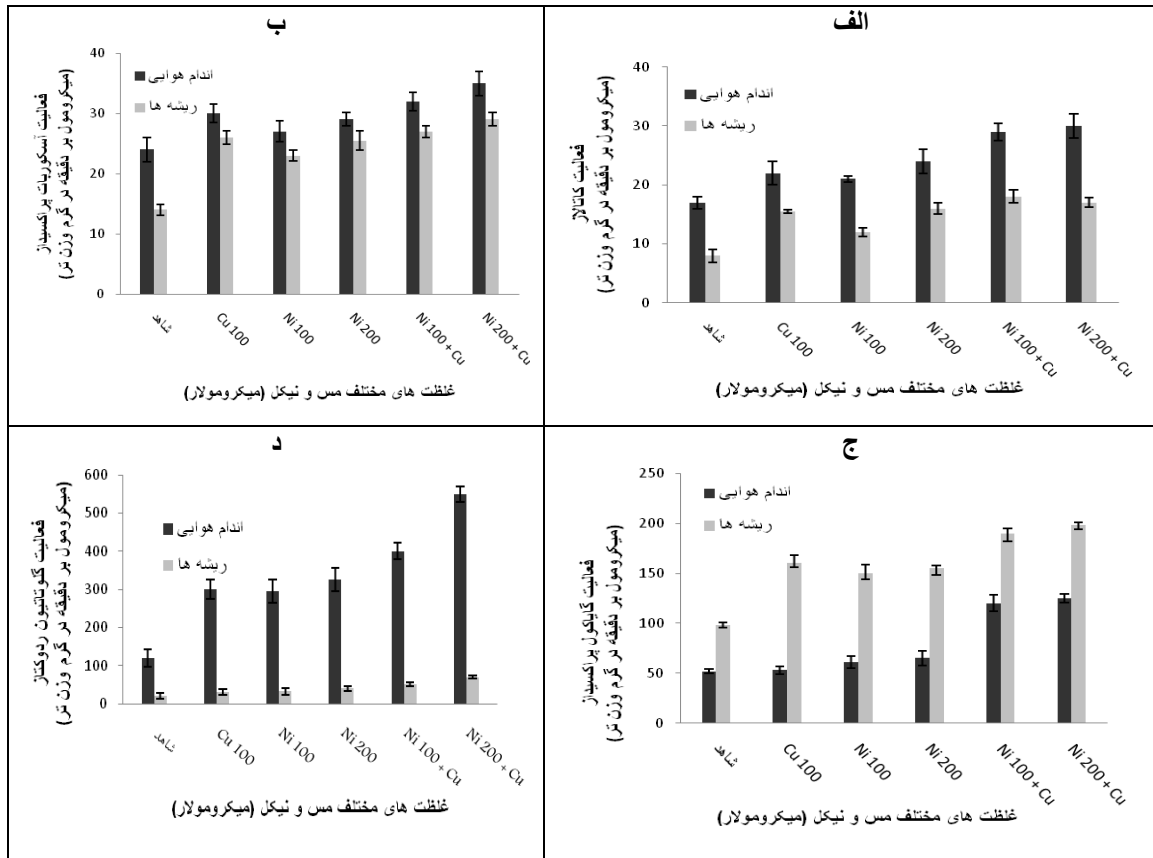 الف
فعالیت کاتالاز
(میکرومول بر دقیقه در گرم وزن تر)
40
30
20
10
0
اندام هوایی
ریشه ها
شاهد
Cu 100
Ni 100
Ni 200
Ni 100 + Cu
Ni 200 + Cu
غلظت های مختلف مس و نیکل (میکرومولار)
ب
فعالیت آسکوربات پراکسیداز
(میکرومول بر دقیقه در گرم وزن تر)
40
30
20
10
0
اندام هوایی
ریشه ها
شاهد
Cu 100
Ni 100
Ni 200
Ni 100 + Cu
Ni 200 + Cu
غلظت های مختلف مس و نیکل (میکرومولار)
ج
فعالیت گایاکول پراکسیداز
(میکرومول بر دقیقه در گرم وزن تر)
250
200
150
100
50
0
اندام هوایی
ریشه ها
شاهد
Cu 100
Ni 100
Ni 200
Ni 100 + Cu
Ni 200 + Cu
غلظت های مختلف مس و نیکل (میکرومولار)
د
فعالیت گلوتاتیون ردوکتاز
(میکرومول بر دقیقه در گرم وزن تر)
600
500
400
300
200
100
0
اندام هوایی
ریشه ها
شاهد
Cu 100
Ni 100
Ni 200
Ni 100 + Cu
Ni 200 + Cu
غلظت های مختلف مس و نیکل (میکرومولار)